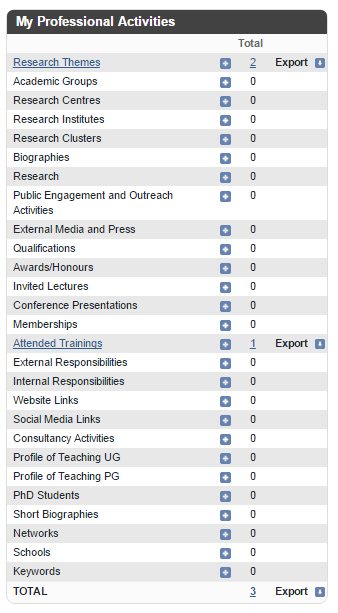 My Professional Activities
Total
Research Themes 2 Export
Academic Groups 0
Research Centres 0
Research Institutes 0
Research Clusters 0
Biographies 0
Research 0
Public Engagement and Outreach 0
Activities
External Media and Press 0
Qualifications 0
Awards/Honours 0
Invited Lectures 0
Conference Presentations 0
Memberships 0
Attended Trainings 1 Export
External Responsibilities 0
Internal Responsibilities 0
Website Links 0
Social Media Links 0
Consultancy Activities 0
Profile of Teaching UG 0
Profile of Teaching PG 0
PhD Students 0
Short Biographies 0
Networks 0
Schools 0
Keywords 0
TOTAL 3 Export